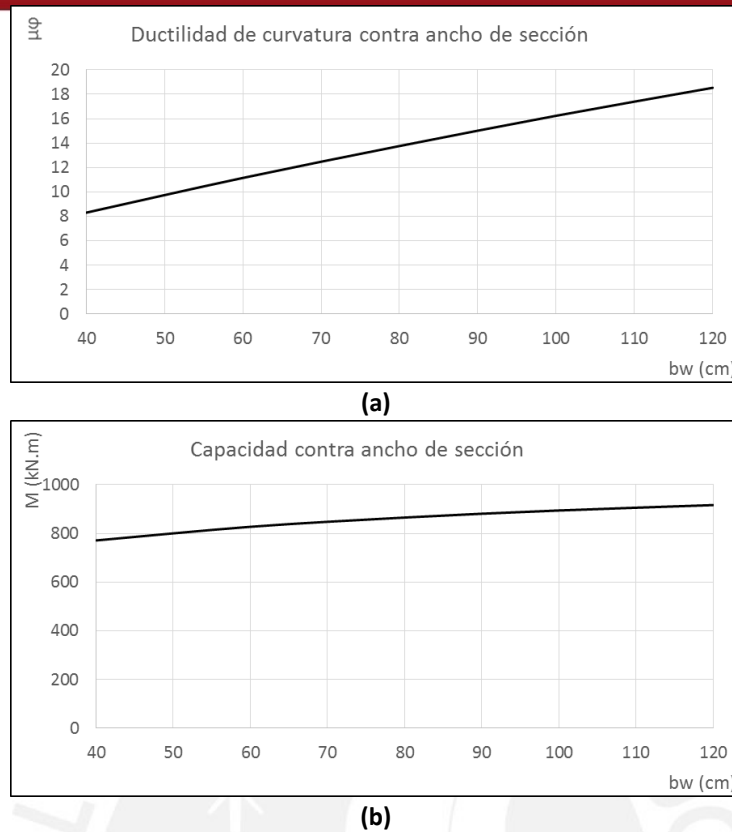 Ductilidad de curvatura contra ancho de sección
μφ
20
18
16
14
12
10
8
6
4
2
0
40 50 60 70 80 90 100 110 120
bw (cm)
(a)
Capacidad contra ancho de sección
M (kN.m)
1000
800
600
400
200
0
40 50 60 70 80 90 100 110 120
bw (cm)
(b)